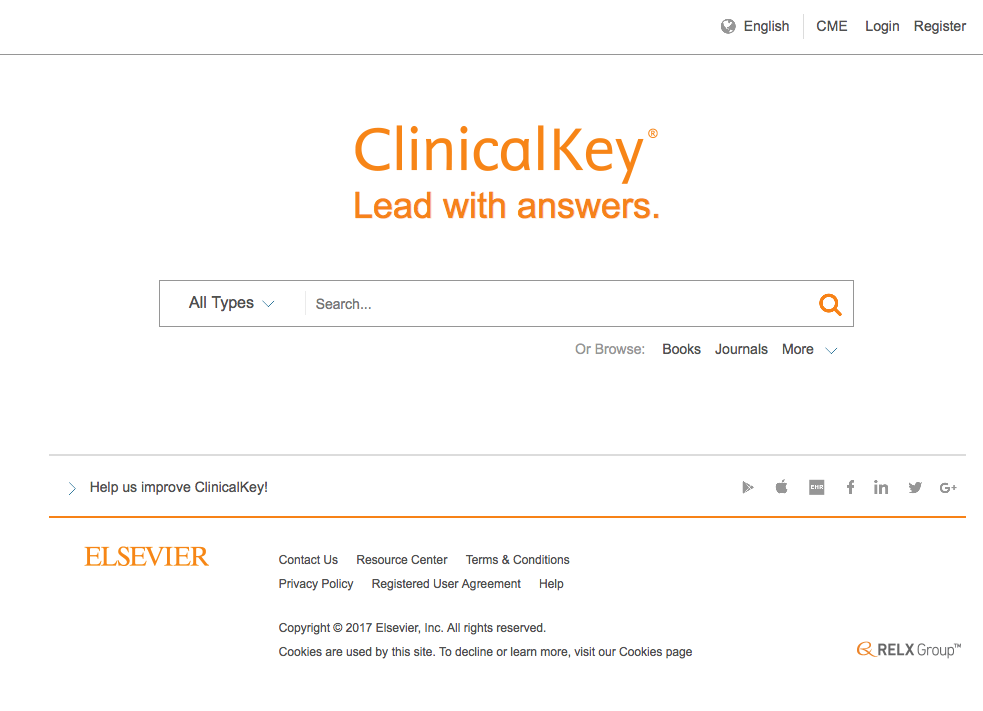 English CME Login Register
ClinicalKey®
Lead with answers.
All Types Search...
Or Browse: Books Journals More
Help us improve ClinicalKey!
EHR
f in G+
ELSEVIER
Contact Us Resource Center Terms & Conditions
Privacy Policy Registered User Agreement Help
Copyright © 2017 Elsevier, Inc. All rights reserved.
Cookies are used by this site. To decline or learn more, visit our Cookies page
RELX Group™